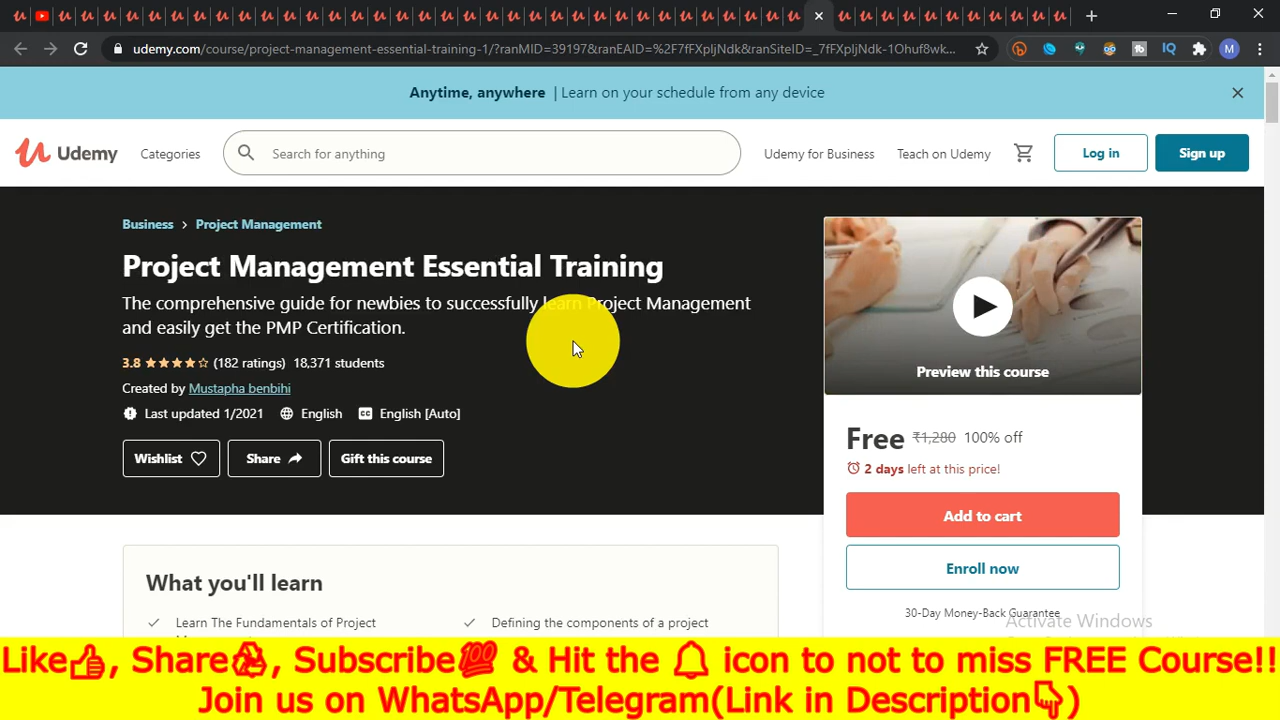 udemy.com/course/project-management-essential-training-1/?ranMID=39197&ranEAID=%2F7fFXpljNdk&ranSiteID=_7fFXpljNdk-1Ohuf8wk...
IQ
M
Anytime, anywhere | Learn on your schedule from any device
Udemy Categories Search for anything Udemy for Business Teach on Udemy Log in Sign up
Business Project Management
Project Management Essential Training
The comprehensive guide for newbies to successfully learn Project Management
and easily get the PMP Certification.
3.8 (182 ratings) 18,371 students
Created by Mustapha benbihi
Last updated 1/2021 English CC English [Auto]
Wishlist Share Gift this course
Preview this course
Free ₹1,280 100% off
2 days left at this price!
Add to cart
Enroll now
30-Day Money-Back Guarantee
What you'll learn
Learn The Fundamentals of Project
Defining the components of a project
Activate Windows
Like👍, Share, Subscribe💯 & Hit the 🔔 icon to not to miss FREE Course!!
Join us on WhatsApp/Telegram(Link in Description👇)